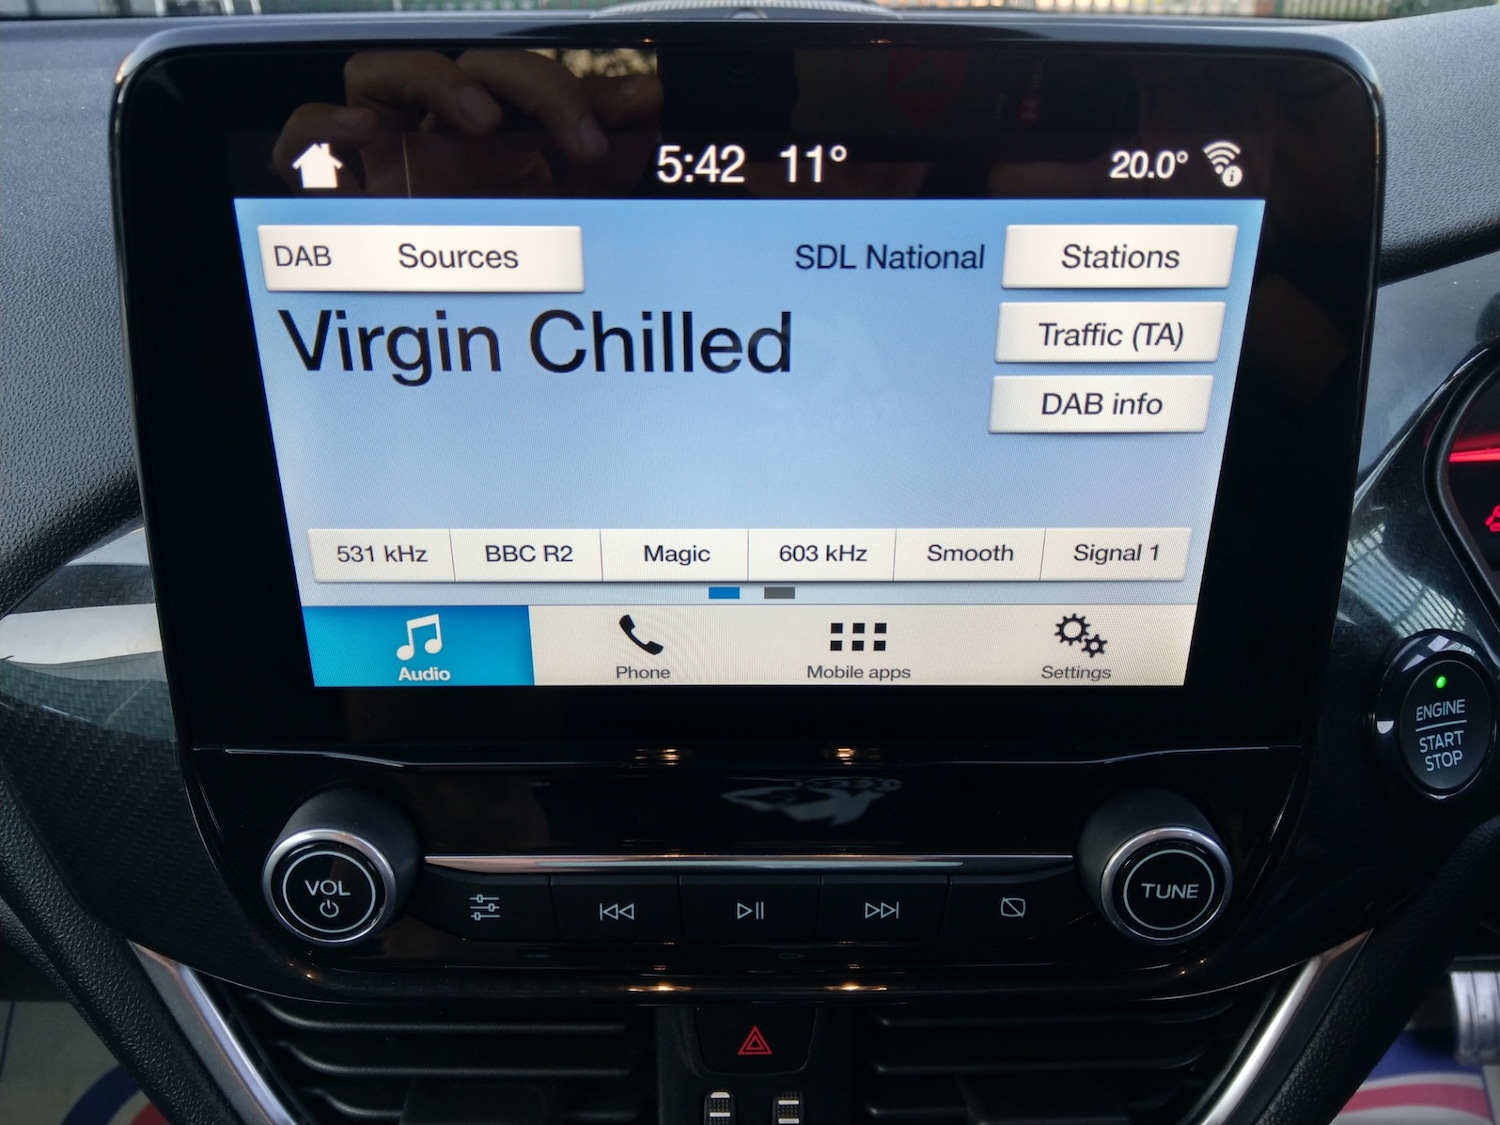 5:42 11° 20.0°
DAB Sources SDL National Stations
Virgin Chilled
Traffic (TA)
DAB info
531 kHz BBC R2 Magic 603 kHz Smooth Signal 1
Audio Phone Mobile apps Settings
ENGINE
START
STOP
VOL
TUNE